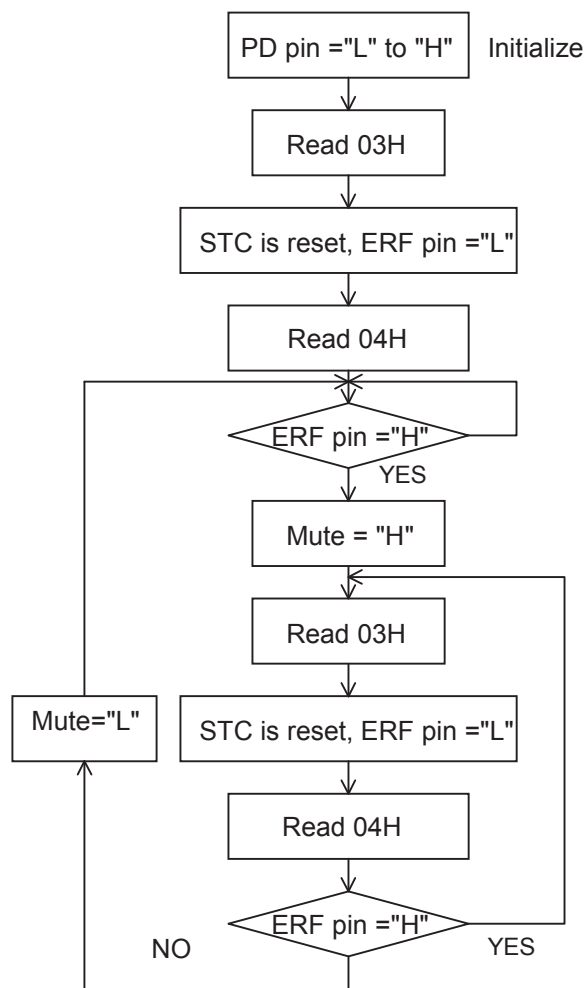 PD pin ="L" to "H"
Initialize
Read 03H
STC is reset, ERF pin ="L"
Read 04H
ERF pin ="H"
YES
Mute = "H"
Read 03H
Mute="L"
STC is reset, ERF pin ="L"
Read 04H
ERF pin ="H"
NO
YES